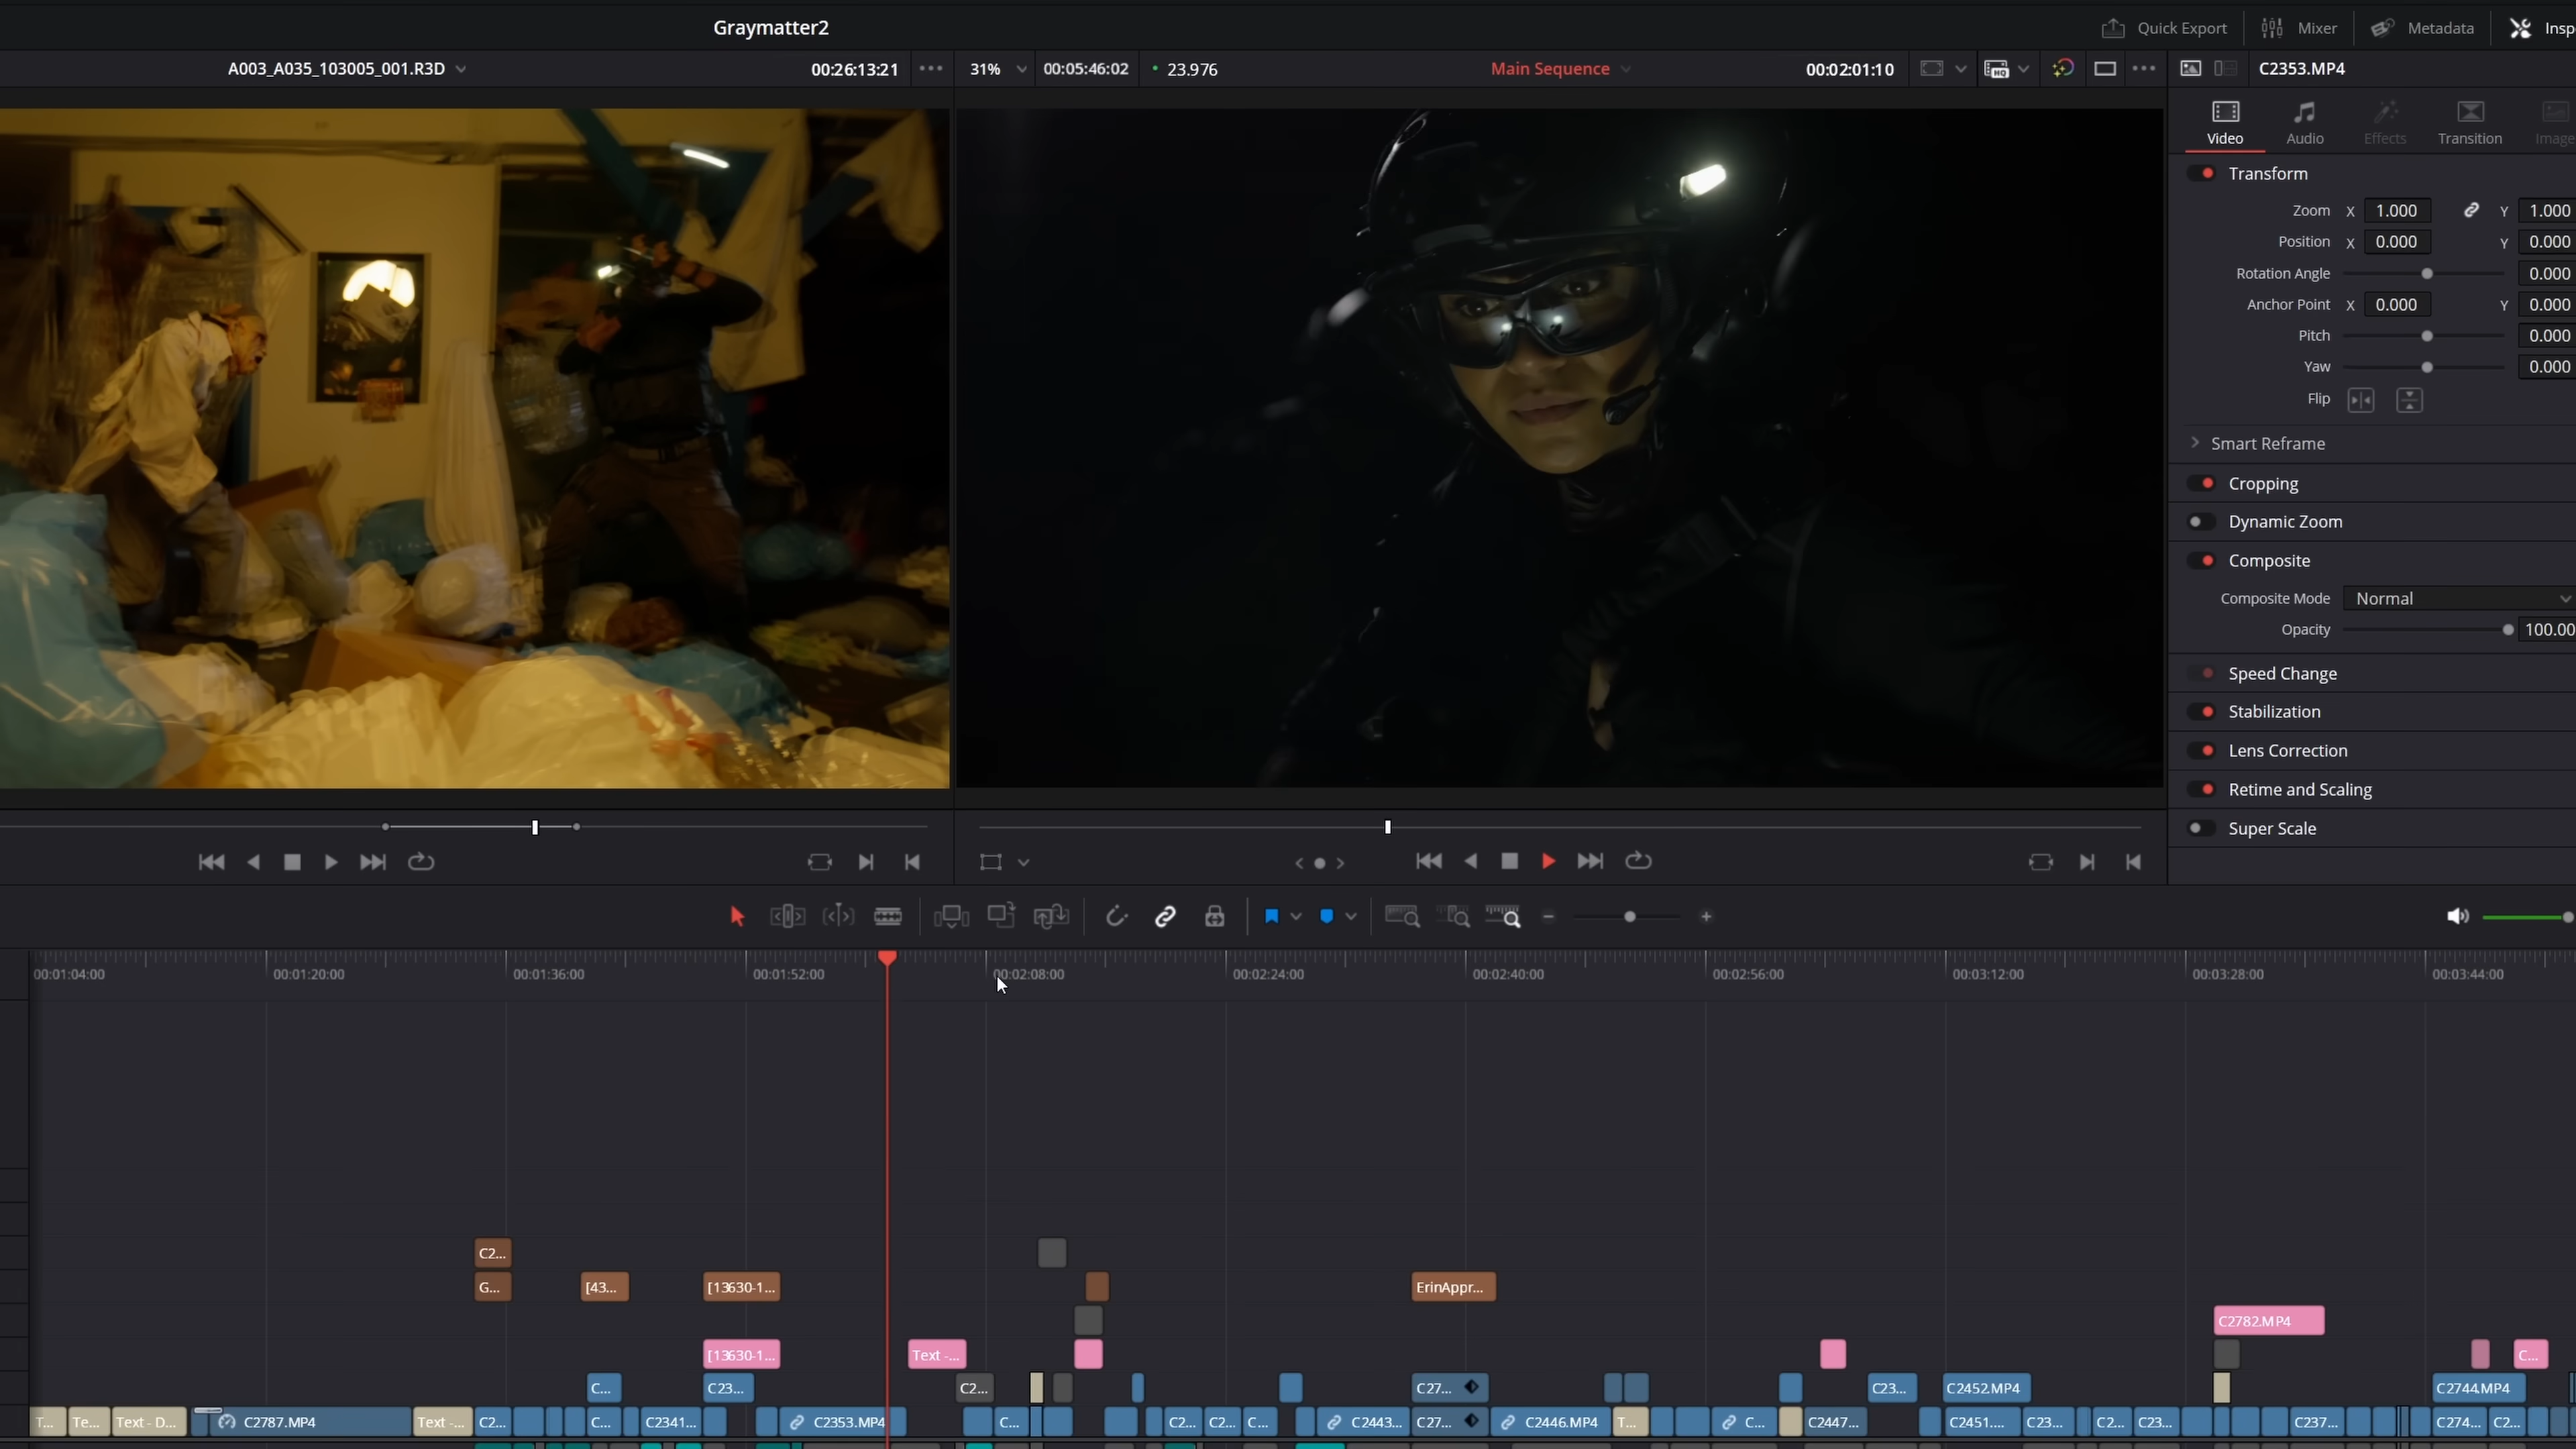 Graymatter2
Quick Export
Mixer
Metadata
Insp
A003_A035_103005_001.R3D
00:26:13:21
31%
00:05:46:02
23.976
Main Sequence
00:02:01:10
C2353.MP4
Video
Audio
Effects
Transition
Image
Transform
Zoom X 1.000 Y 1.000
Position X 0.000 Y 0.000
Rotation Angle 0.000
Anchor Point X 0.000 Y 0.000
Pitch 0.000
Yaw 0.000
Flip
Smart Reframe
Cropping
Dynamic Zoom
Composite
Composite Mode Normal
Opacity 100.00
Speed Change
Stabilization
Lens Correction
Retime and Scaling
Super Scale
00:01:04:00 00:01:20:00 00:01:36:00 00:01:52:00 00:02:08:00 00:02:24:00 00:02:40:00 00:02:56:00 00:03:12:00 00:03:28:00 00:03:44:00
C2...
G... [43... [13630-1... ErinAppr...
C2782.MP4
[13630-1... Text -... C...
C... C23... C2... C27... C23... C2452.MP4 C2744.MP4
T... Te... Text - D... C2787.MP4 Text -... C2... C... C2341... C2353.MP4 C... C2... C2... C... C2443... C27... C2446.MP4 T... C... C2447... C2451.... C23... C2... C23... C237... C274... C2...